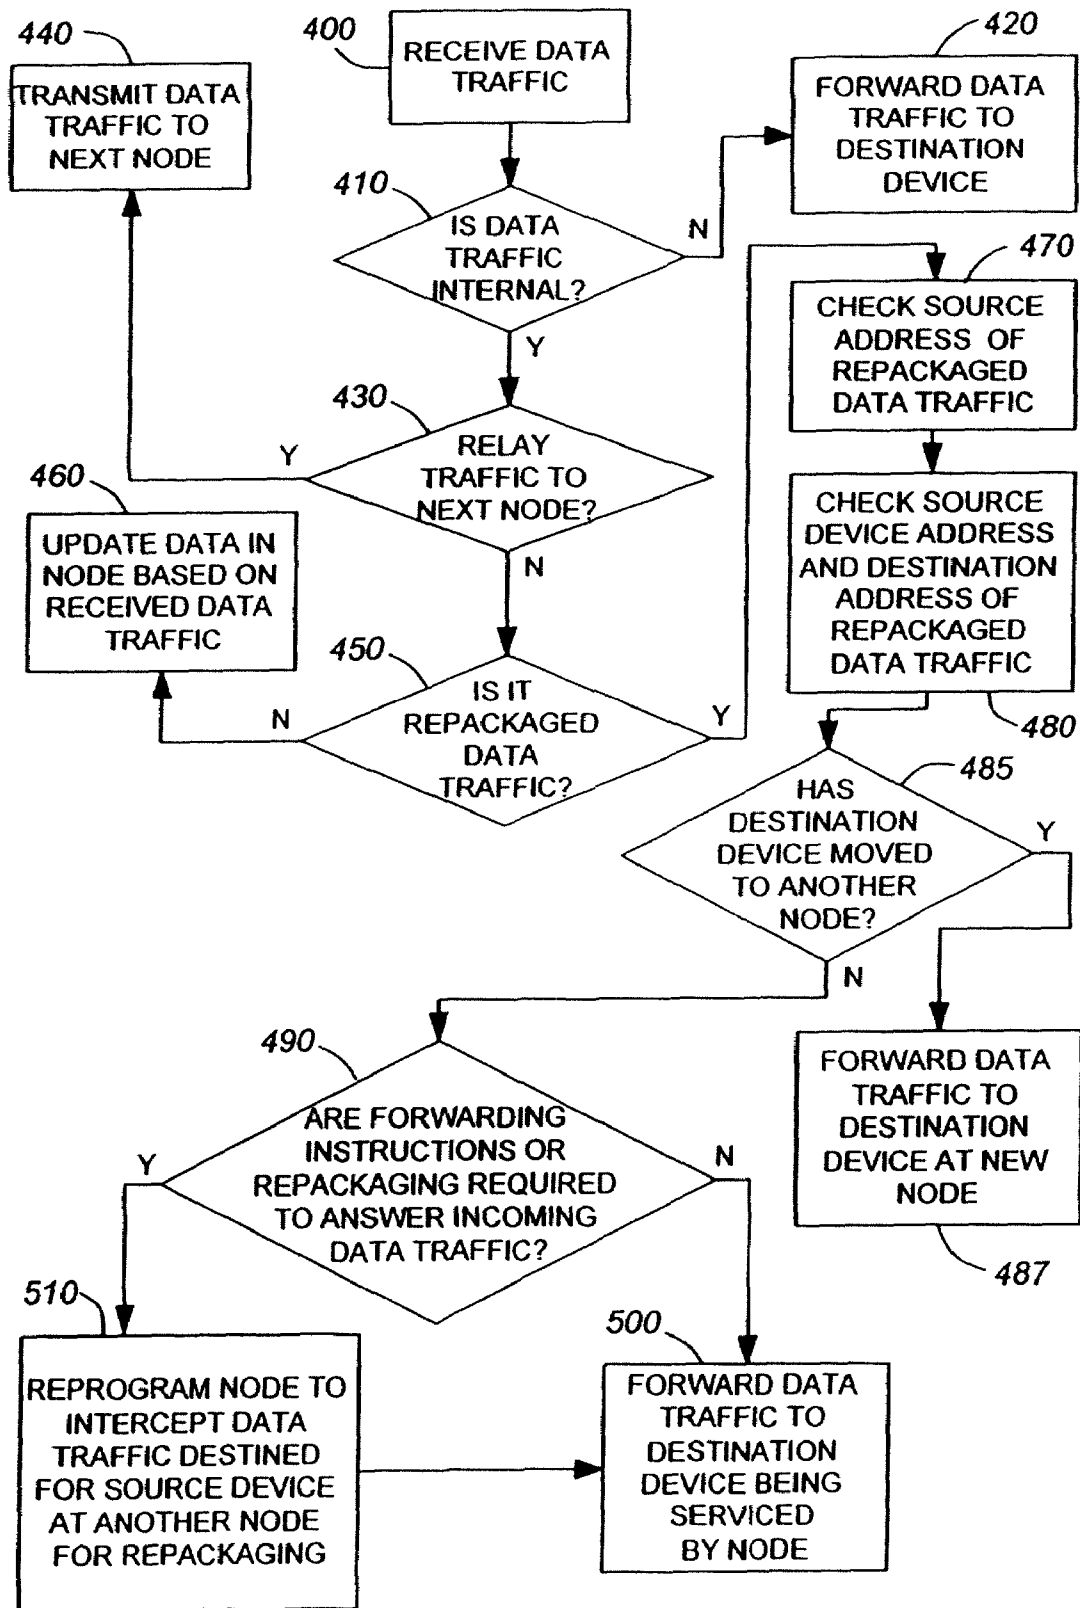 440
TRANSMIT DATA
TRAFFIC TO
NEXT NODE
400
RECEIVE DATA
TRAFFIC
420
FORWARD DATA
TRAFFIC TO
DESTINATION
DEVICE
410
IS DATA
TRAFFIC
INTERNAL?
N
Y
470
CHECK SOURCE
ADDRESS OF
REPACKAGED
DATA TRAFFIC
430
RELAY
TRAFFIC TO
NEXT NODE?
Y
N
460
UPDATE DATA IN
NODE BASED ON
RECEIVED DATA
TRAFFIC
CHECK SOURCE
DEVICE ADDRESS
AND DESTINATION
ADDRESS OF
REPACKAGED
DATA TRAFFIC
480
450
IS IT
REPACKAGED
DATA
TRAFFIC?
N
Y
485
HAS
DESTINATION
DEVICE MOVED
TO ANOTHER
NODE?
Y
N
490
ARE FORWARDING
INSTRUCTIONS OR
REPACKAGING REQUIRED
TO ANSWER INCOMING
DATA TRAFFIC?
Y
N
FORWARD DATA
TRAFFIC TO
DESTINATION
DEVICE AT NEW
NODE
487
510
REPROGRAM NODE TO
INTERCEPT DATA
TRAFFIC DESTINED
FOR SOURCE DEVICE
AT ANOTHER NODE
FOR REPACKAGING
500
FORWARD DATA
TRAFFIC TO
DESTINATION
DEVICE BEING
SERVICED
BY NODE